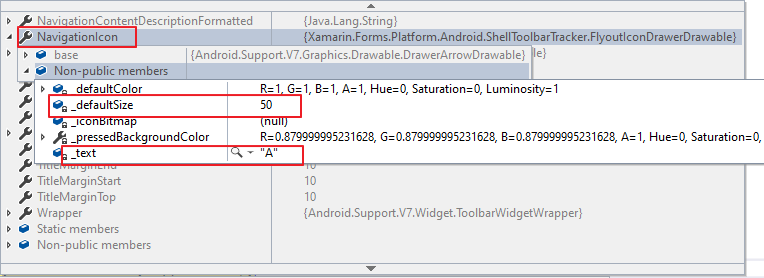 NavigationContentDescriptionFormatted {Java.Lang.String}
NavigationIcon {Xamarin.Forms.Platform.Android.ShellToolbarTracker.FlyoutIconDrawerDrawable}
base {Android.Support.V7.Graphics.Drawable.DrawerArrowDrawable ble}
Non-public members
_defaultColor R=1, G=1, B=1, A=1, Hue=0, Saturation=0, Luminosity=1
_defaultSize 50
_iconBitmap (null)
_pressedBackgroundColor R=0.879999995231628, G=0.879999995231628, B=0.879999995231628, A=1, Hue=0, Saturation=0,
_text "A"
TitleMarginEnd 10
TitleMarginStart 10
TitleMarginTop 10
Wrapper {Android.Support.V7.Widget.ToolbarWidgetWrapper}
Static members
Non-public members